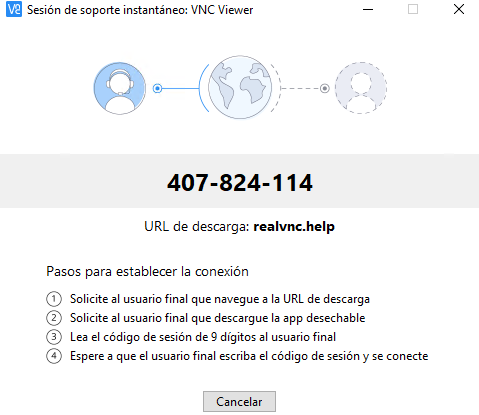 Sesión de soporte instantáneo: VNC Viewer
407-824-114
URL de descarga: realvnc.help
Pasos para establecer la conexión
1 Solicite al usuario final que navegue a la URL de descarga
2 Solicite al usuario final que descargue la app desechable
3 Lea el código de sesión de 9 dígitos al usuario final
4 Espere a que el usuario final escriba el código de sesión y se conecte
Cancelar